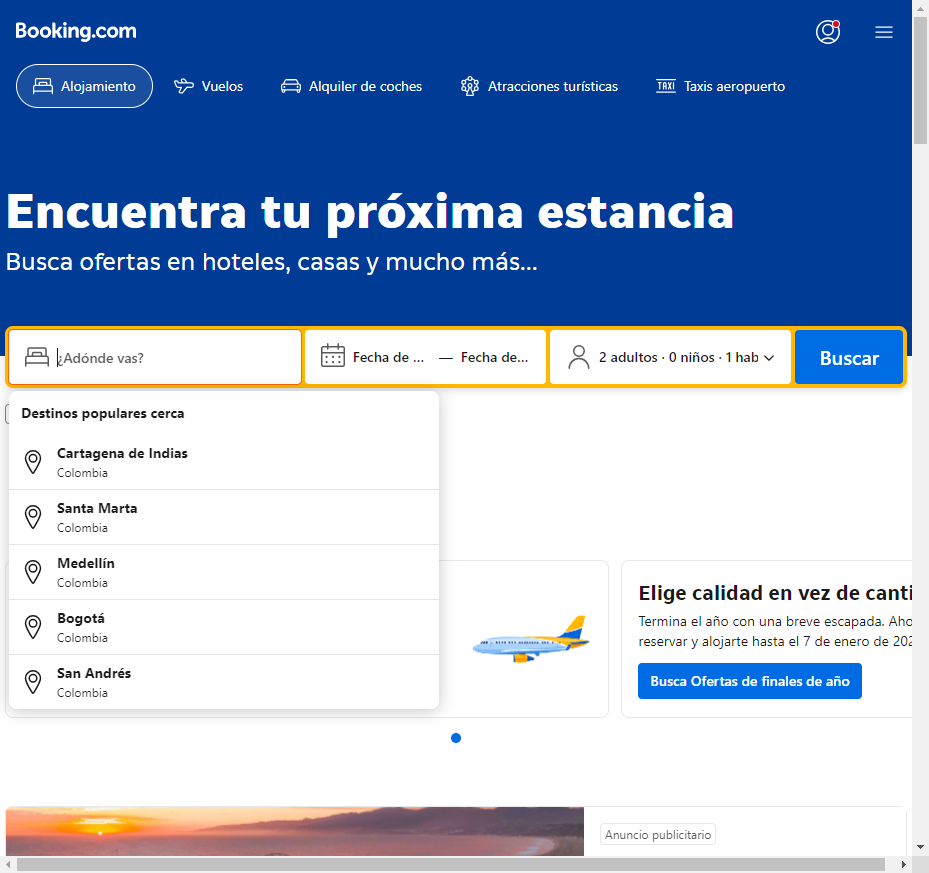 Booking.com
Alojamiento
Vuelos
Alquiler de coches
Atracciones turísticas
TAXI
Taxis aeropuerto
Encuentra tu próxima estancia
Busca ofertas en hoteles, casas y mucho más...
¿Adónde vas?
Fecha de ... — Fecha de...
2 adultos · 0 niños · 1 hab
Buscar
Destinos populares cerca
Cartagena de Indias
Colombia
Santa Marta
Colombia
Medellín
Colombia
Bogotá
Colombia
San Andrés
Colombia
Elige calidad en vez de canti
Termina el año con una breve escapada. Aho
reservar y alojarte hasta el 7 de enero de 202
Busca Ofertas de finales de año
Anuncio publicitario